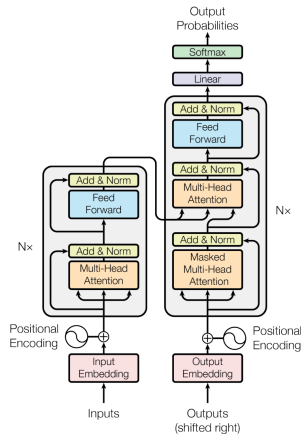 Output
Probabilities
Softmax
Linear
Add & Norm
Feed
Forward
Add & Norm
Multi-Head
Attention
Add & Norm
Masked
Multi-Head
Attention
N×
Positional
Encoding
Output
Embedding
Outputs
(shifted right)
Add & Norm
Feed
Forward
N×
Add & Norm
Multi-Head
Attention
Positional
Encoding
Input
Embedding
Inputs